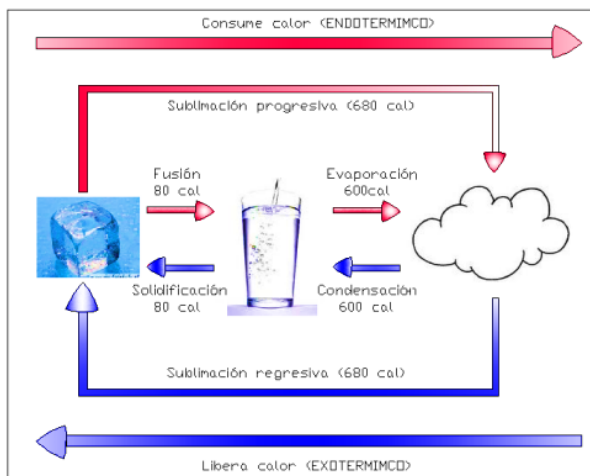 Consume calor (ENDOTERMIMCO)
Sublimación progresiva (680 cal)
Fusión
80 cal
Evaporación
600cal
Solidificación
80 cal
Condensación
600 cal
Sublimación regresiva (680 cal)
Libera calor (EXOTERMIMCO)